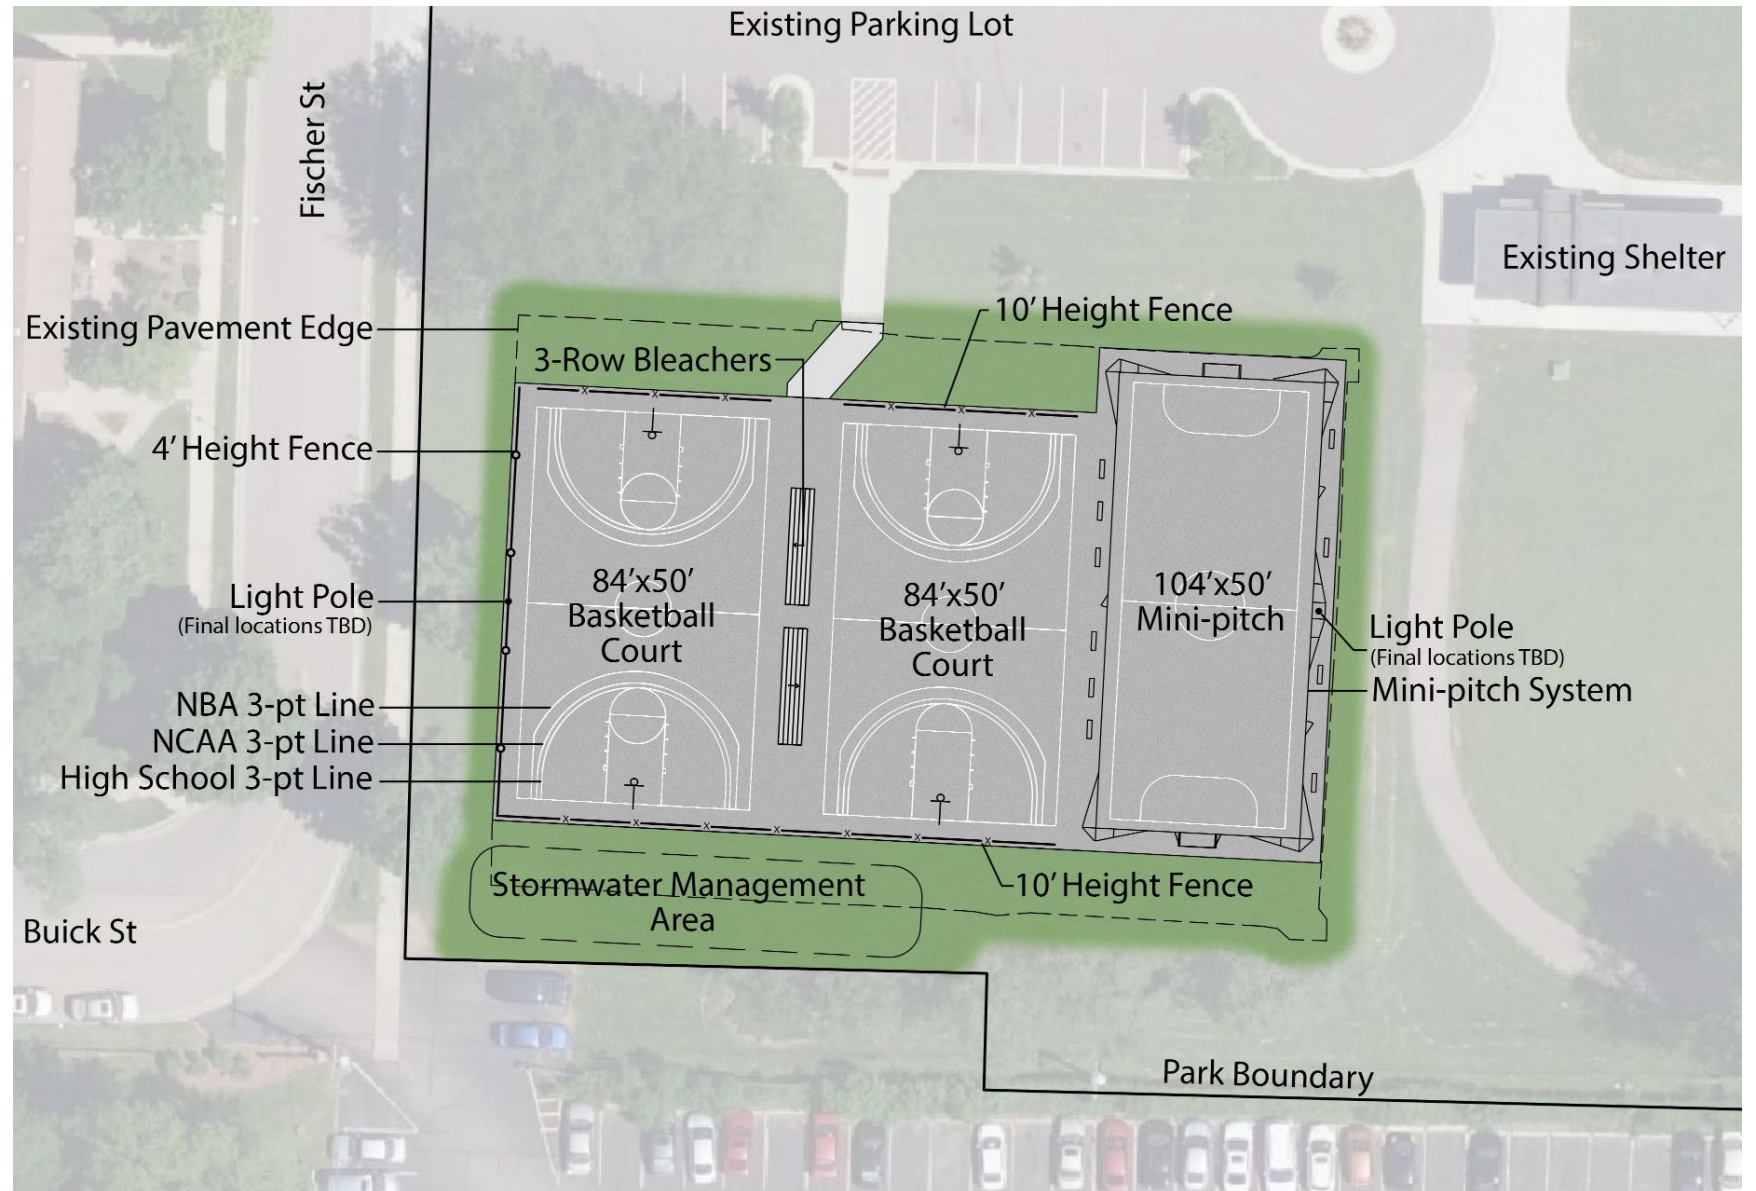 Existing Parking Lot
Fischer St
Existing Shelter
10' Height Fence
Existing Pavement Edge
3-Row Bleachers
4' Height Fence
84'x50'
Basketball
Court
84'x50'
Basketball
Court
104'x50'
Mini-pitch
Light Pole
(Final locations TBD)
Light Pole
(Final locations TBD)
Mini-pitch System
NBA 3-pt Line
NCAA 3-pt Line
High School 3-pt Line
Stormwater Management
Area
10' Height Fence
Buick St
Park Boundary